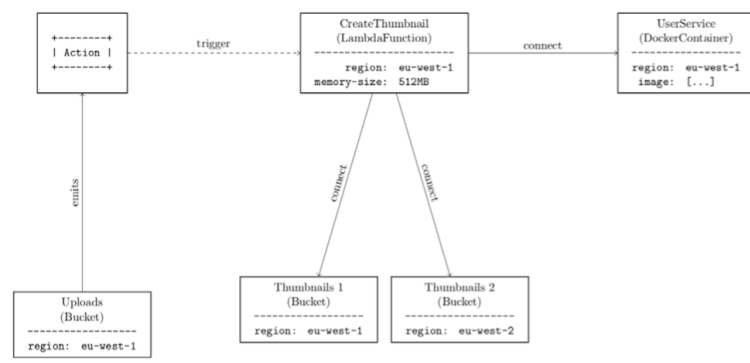 +--------+
| Action |
+--------+
trigger
CreateThumbnail
(LambdaFunction)
--------------------
region: eu-west-1
memory-size: 512MB
connect
UserService
(DockerContainer)
------------------
region: eu-west-1
image: [...]
emits
connect
connect
Uploads
(Bucket)
------------------
region: eu-west-1
Thumbnails 1
(Bucket)
------------------
region: eu-west-1
Thumbnails 2
(Bucket)
------------------
region: eu-west-2